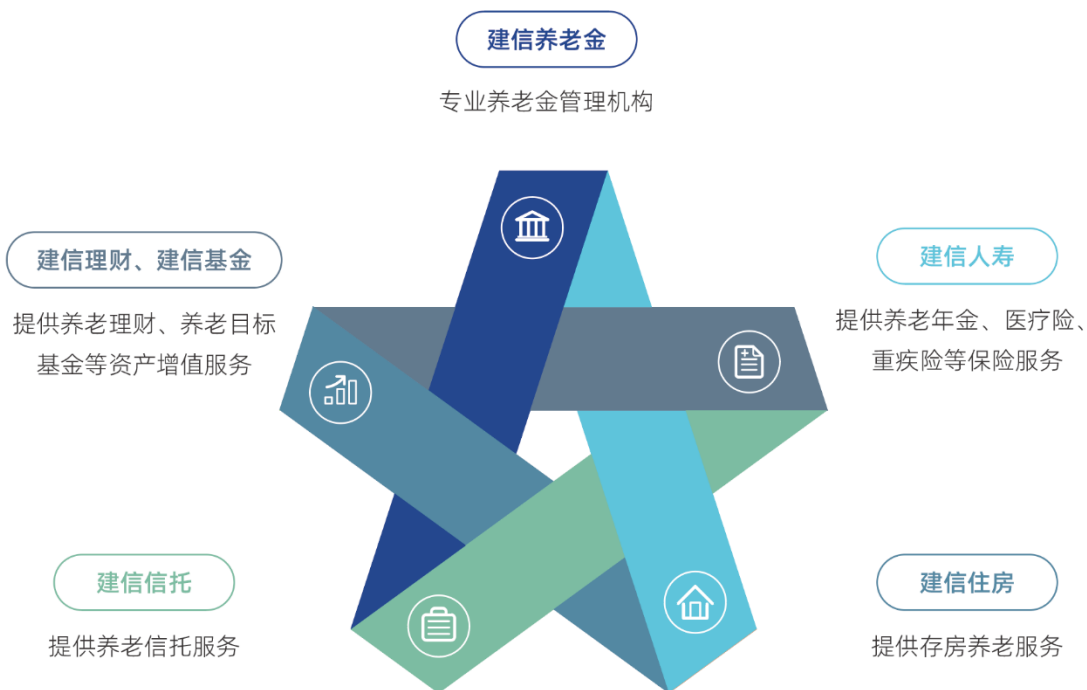 建信养老金
专业养老金管理机构
建信理财、建信基金
提供养老理财、养老目标
基金等资产增值服务
建信人寿
提供养老年金、医疗险、
重疾险等保险服务
建信信托
提供养老信托服务
建信住房
提供存房养老服务